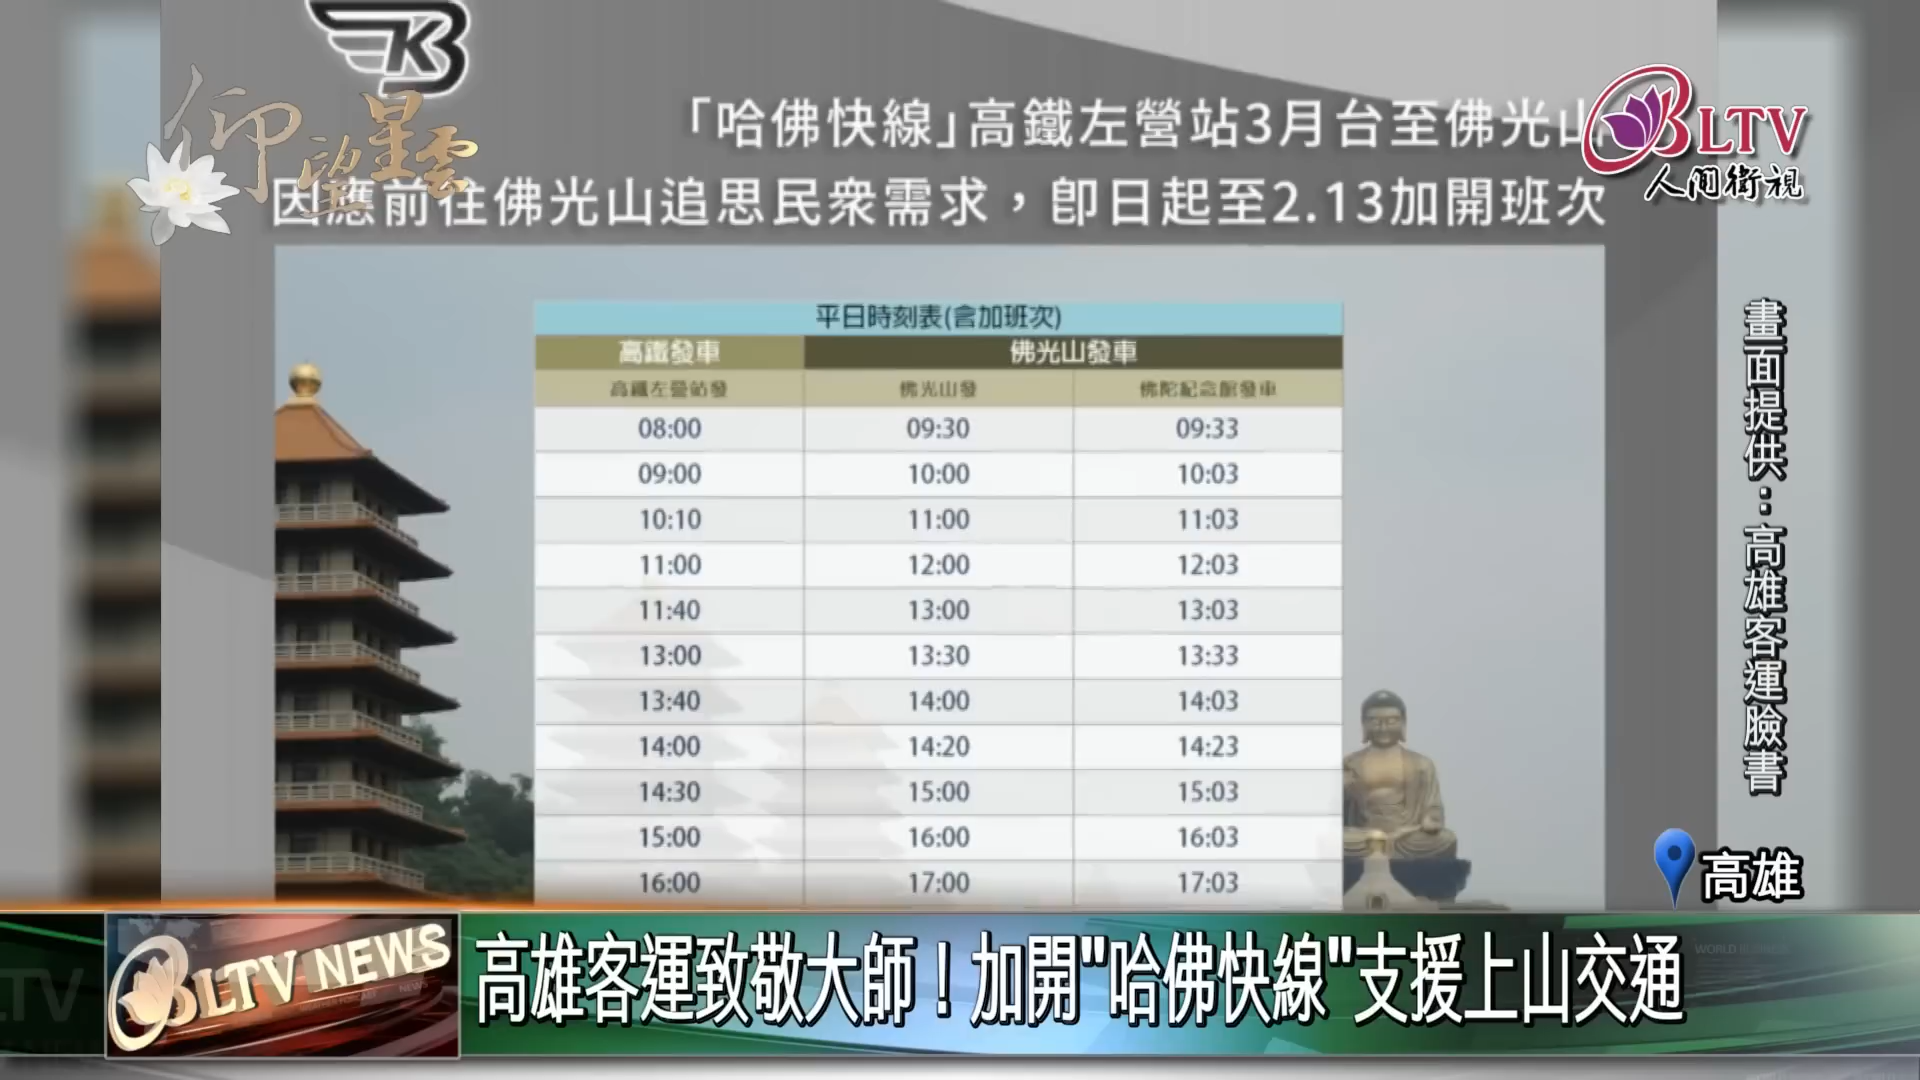 KB
仰望星雲
「哈佛快線」高鐵左營站3月台至佛光山
因應前往佛光山追思民眾需求，即日起至2.13加開班次
BLTV
人間衛視
平日時刻表(含加班次)
高鐵發車 佛光山發車
高鐵左營站發 佛光山發 佛陀紀念館發車
08:00 09:30 09:33
09:00 10:00 10:03
10:10 11:00 11:03
11:00 12:00 12:03
11:40 13:00 13:03
13:00 13:30 13:33
13:40 14:00 14:03
14:00 14:20 14:23
14:30 15:00 15:03
15:00 16:00 16:03
16:00 17:00 17:03
畫面提供：高雄客運臉書
高雄
BLTV NEWS
高雄客運致敬大師！加開"哈佛快線"支援上山交通